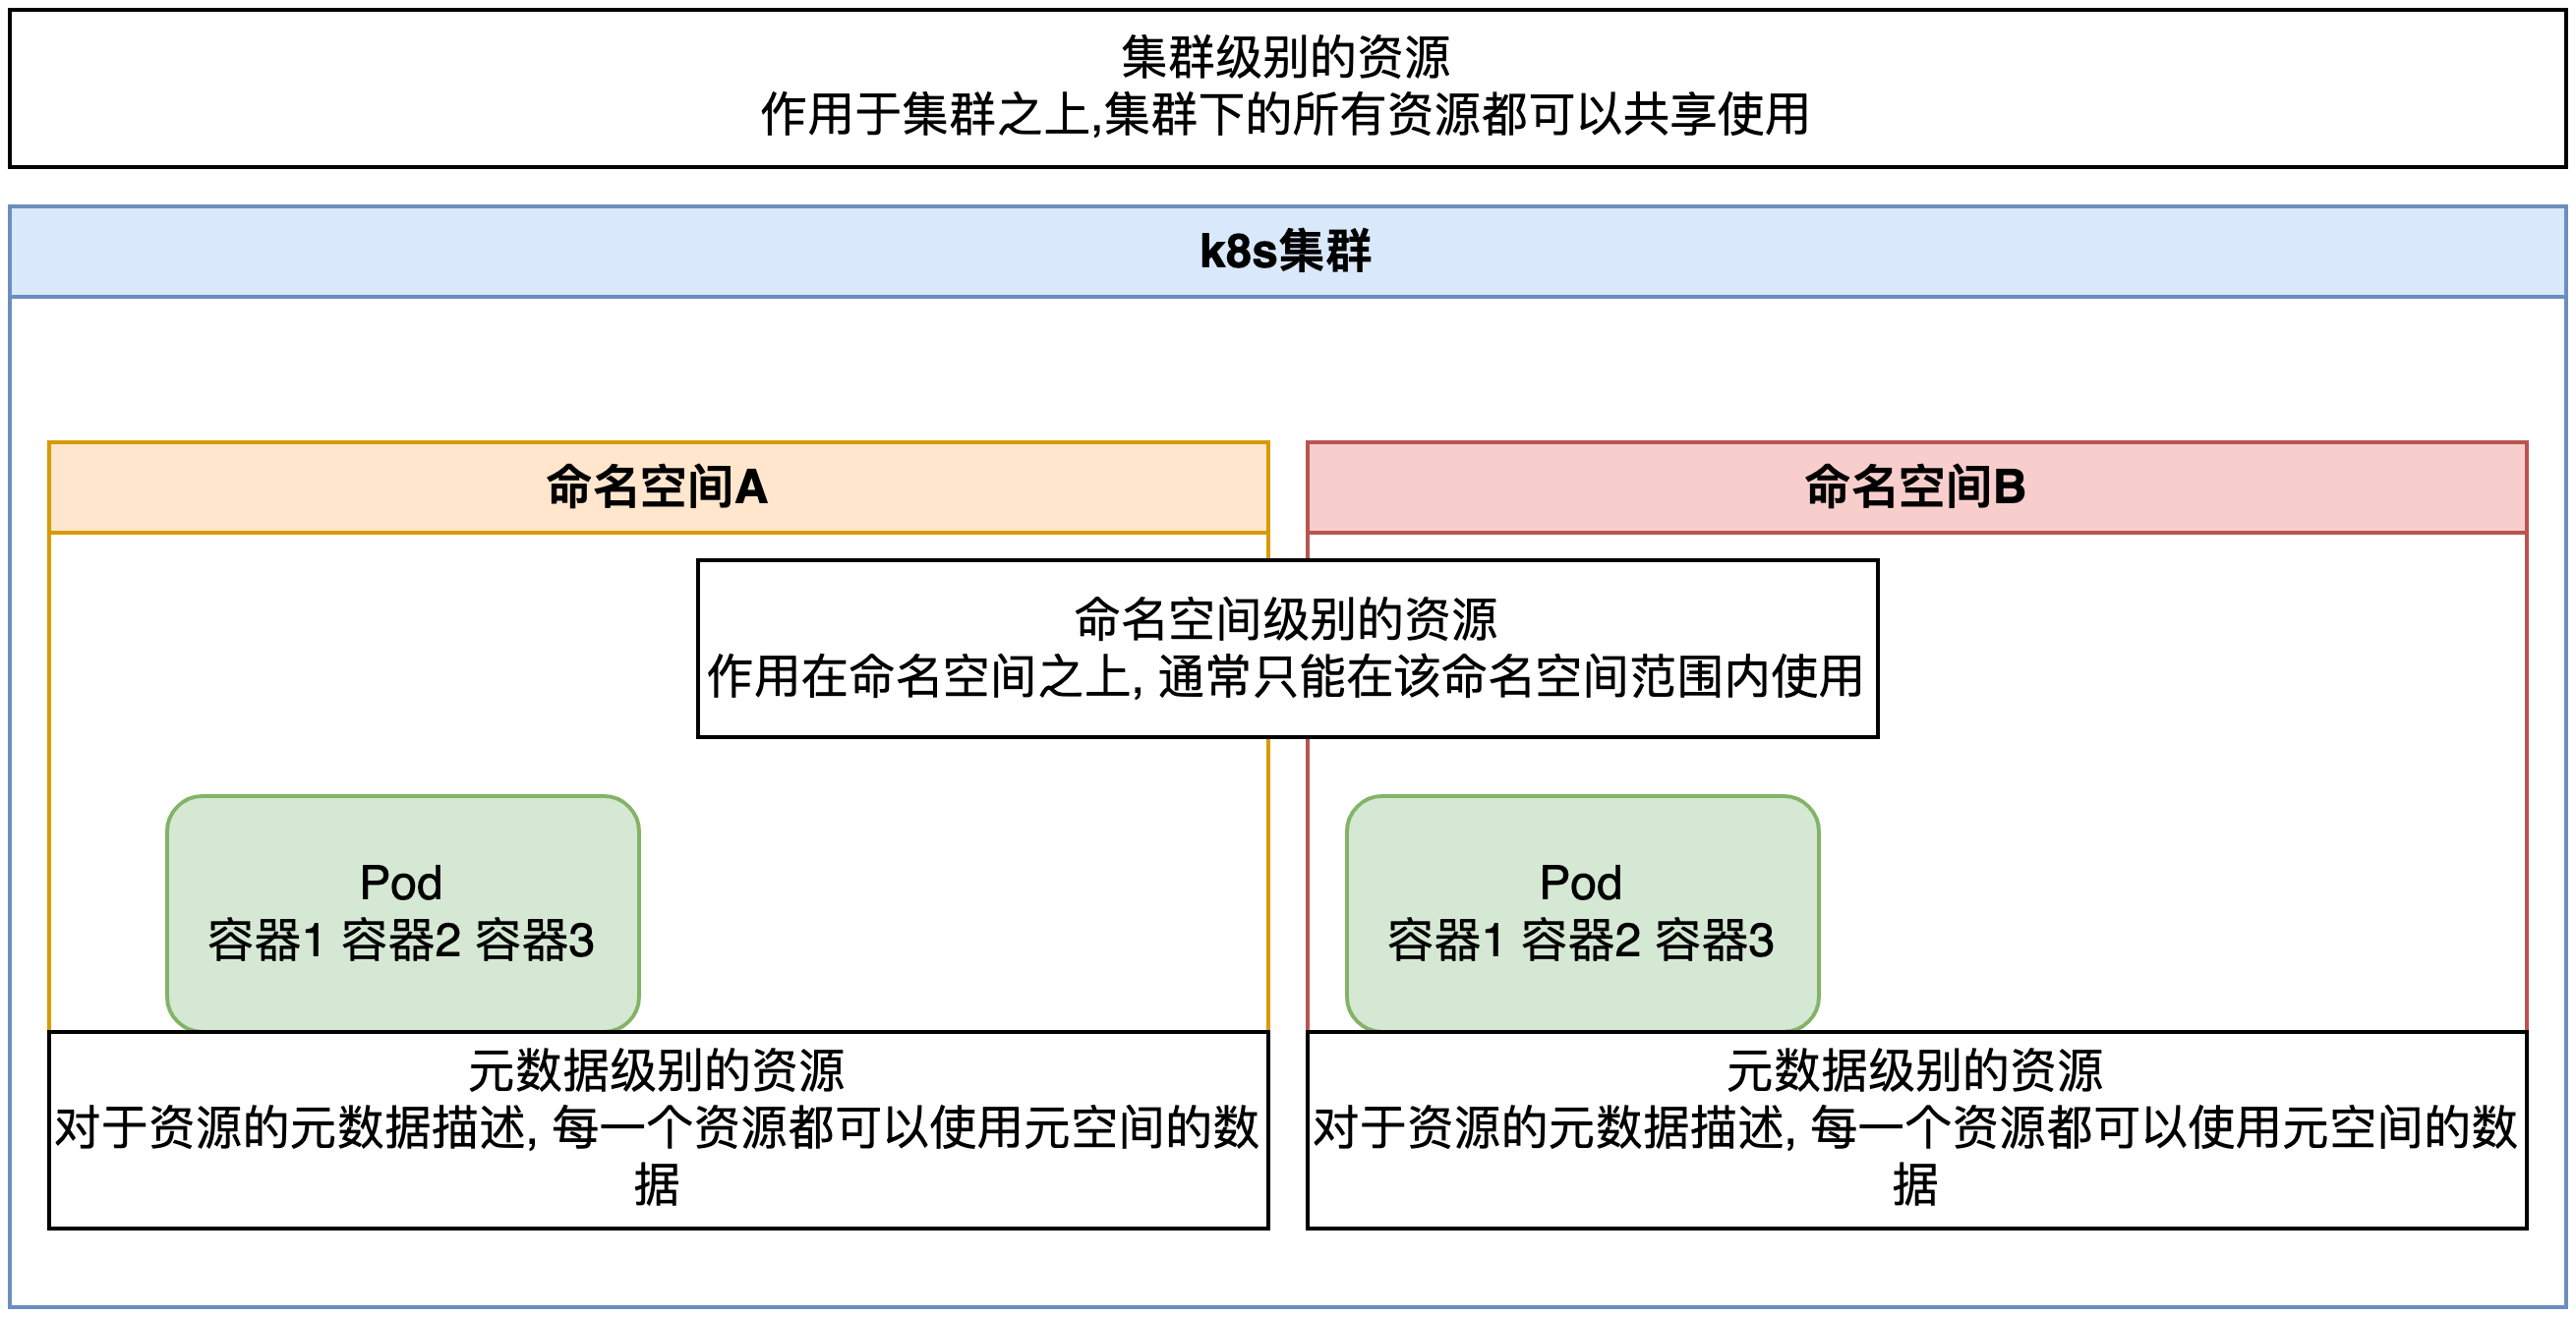 集群级别的资源
作用于集群之上,集群下的所有资源都可以共享使用
k8s集群
命名空间A
命名空间B
命名空间级别的资源
作用在命名空间之上, 通常只能在该命名空间范围内使用
Pod
容器1 容器2 容器3
Pod
容器1 容器2 容器3
元数据级别的资源
对于资源的元数据描述, 每一个资源都可以使用元空间的数
据
元数据级别的资源
对于资源的元数据描述, 每一个资源都可以使用元空间的数
据